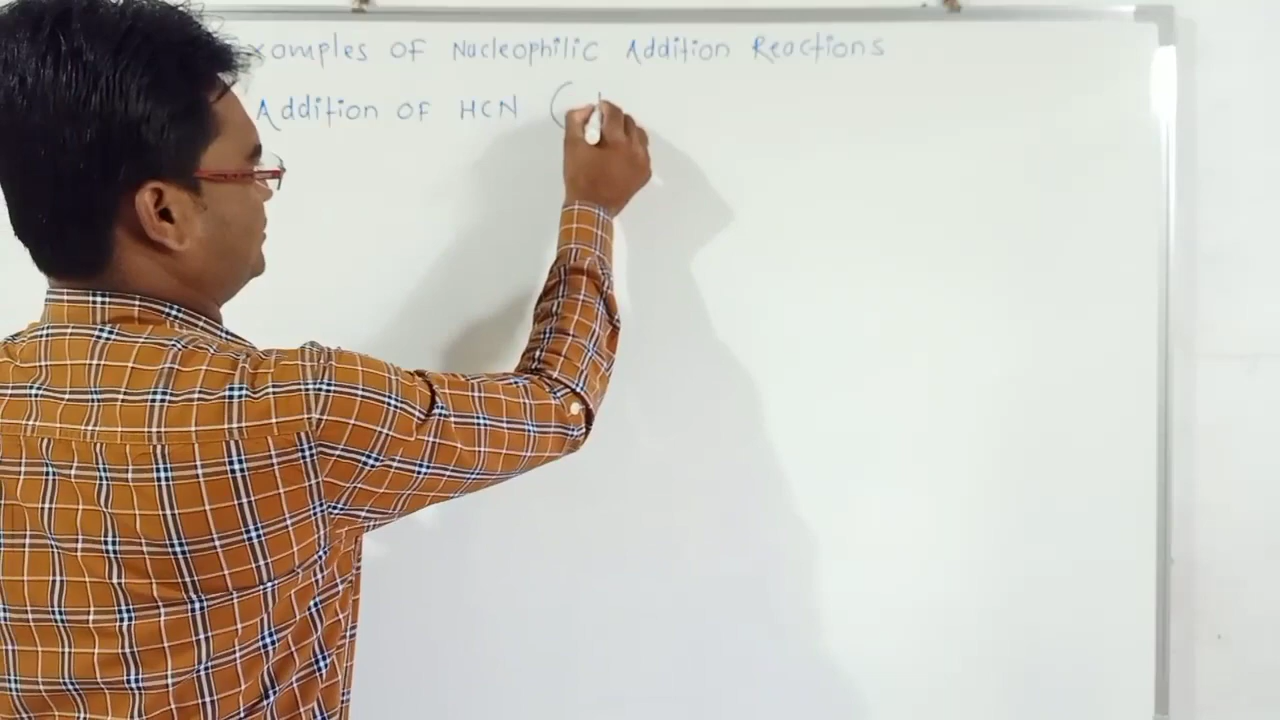 xamples of Nucleophilic Addition Reactions
Addition of HCN (